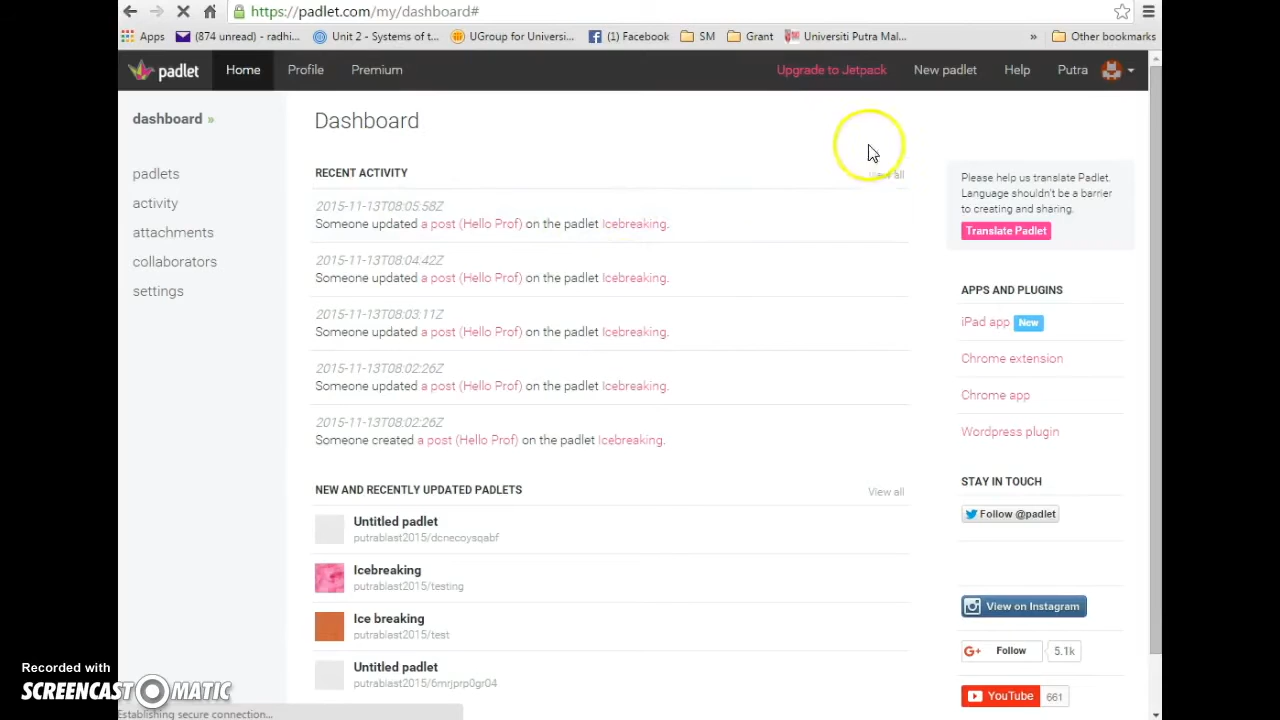 https://padlet.com/my/dashboard#
Apps (874 unread) - radhi... Unit 2 - Systems of t... UGroup for Universi... (1) Facebook SM Grant Universiti Putra Mal... » Other bookmarks
padlet Home Profile Premium Upgrade to Jetpack New padlet Help Putra
dashboard »
padlets
activity
attachments
collaborators
settings
Dashboard
RECENT ACTIVITY View all
2015-11-13T08:05:58Z
Someone updated a post (Hello Prof) on the padlet Icebreaking.
2015-11-13T08:04:42Z
Someone updated a post (Hello Prof) on the padlet Icebreaking.
2015-11-13T08:03:11Z
Someone updated a post (Hello Prof) on the padlet Icebreaking.
2015-11-13T08:02:26Z
Someone updated a post (Hello Prof) on the padlet Icebreaking.
2015-11-13T08:02:26Z
Someone created a post (Hello Prof) on the padlet Icebreaking.
NEW AND RECENTLY UPDATED PADLETS View all
Untitled padlet
putrablast2015/dcnecoysqabf
Icebreaking
putrablast2015/testing
Ice breaking
putrablast2015/test
Untitled padlet
putrablast2015/6mrjprp0gr04
Please help us translate Padlet.
Language shouldn't be a barrier
to creating and sharing.
Translate Padlet
APPS AND PLUGINS
iPad app New
Chrome extension
Chrome app
Wordpress plugin
STAY IN TOUCH
Follow @padlet
View on Instagram
G+ Follow 5.1k
YouTube 661
Recorded with
SCREENCAST-O-MATIC
Establishing secure connection...